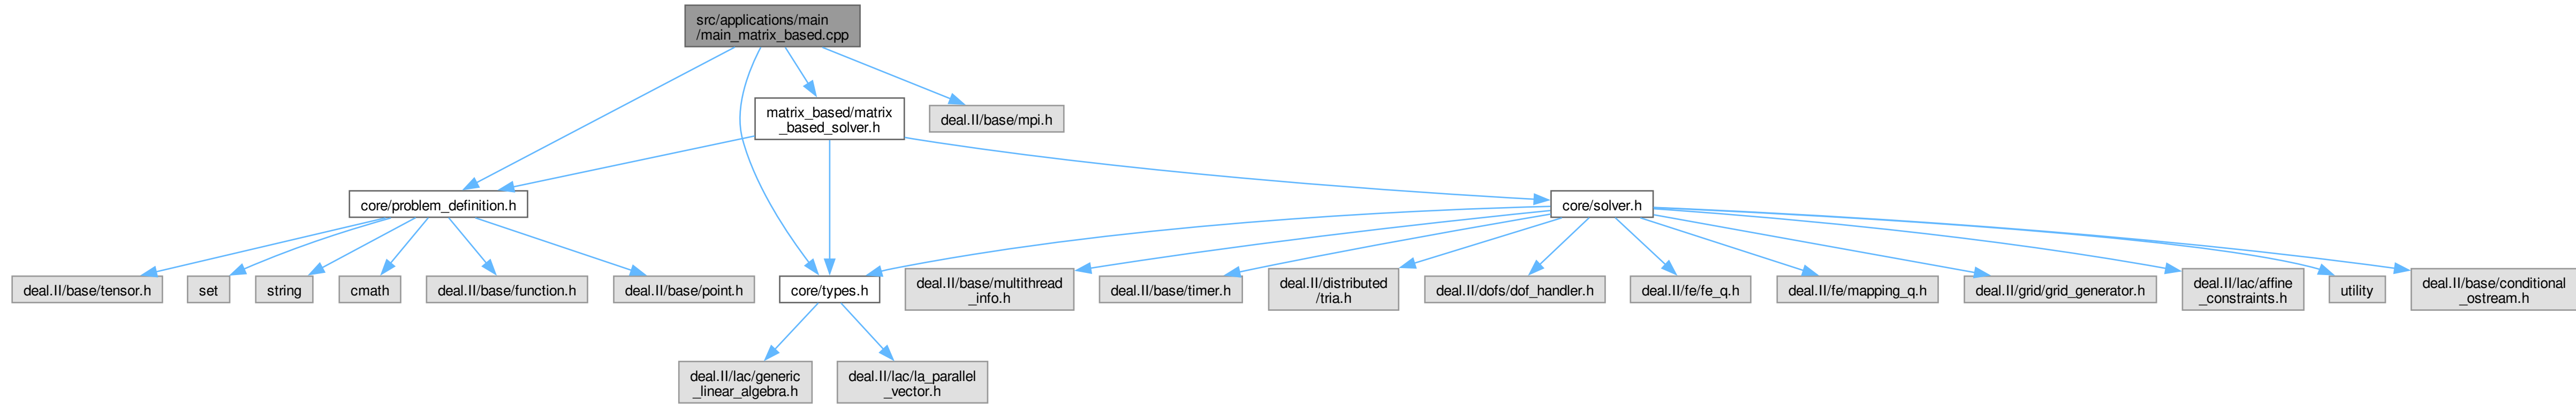 src/applications/main
/main_matrix_based.cpp
matrix_based/matrix
_based_solver.h
deal.II/base/mpi.h
core/problem_definition.h
core/solver.h
deal.II/base/tensor.h
set
string
cmath
deal.II/base/function.h
deal.II/base/point.h
core/types.h
deal.II/base/multithread
_info.h
deal.II/base/timer.h
deal.II/distributed
/tria.h
deal.II/dofs/dof_handler.h
deal.II/fe/fe_q.h
deal.II/fe/mapping_q.h
deal.II/grid/grid_generator.h
deal.II/lac/affine
_constraints.h
utility
deal.II/base/conditional
_ostream.h
deal.II/lac/generic
_linear_algebra.h
deal.II/lac/la_parallel
_vector.h